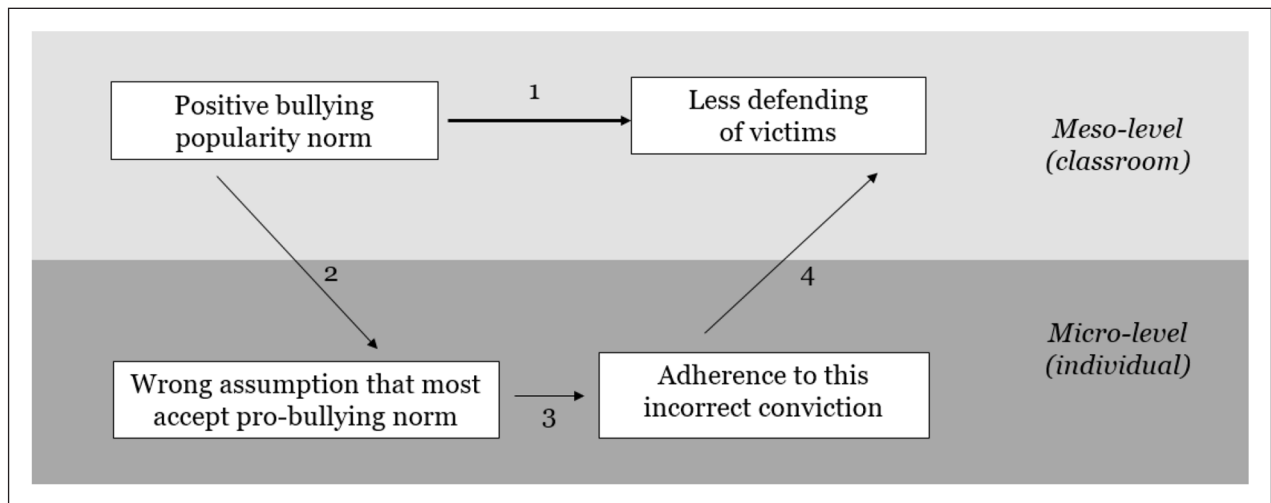 Positive bullying
popularity norm
1
Less defending
of victims
Meso-level
(classroom)
2
4
Wrong assumption that most
accept pro-bullying norm
3
Adherence to this
incorrect conviction
Micro-level
(individual)